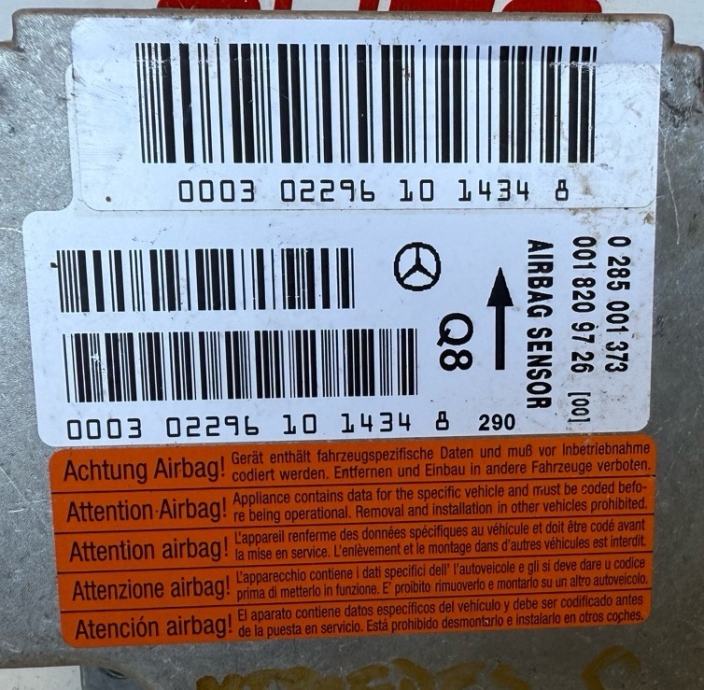 0003 02296 10 1434 8
0 285 001 373
001 820 97 26 [00]
AIRBAG SENSOR
Q8
0003 02296 10 1434 8 290
Achtung Airbag! Gerät enthält fahrzeugspezifische Daten und muß vor Inbetriebnahme
codiert werden. Entfernen und Einbau in andere Fahrzeuge verboten.
Attention Airbag! Appliance contains data for the specific vehicle and must be coded befo-
re being operational. Removal and installation in other vehicles prohibited.
Attention airbag! L'appareil renferme des données spécifiques au véhicule et doit être codé avant
la mise en service. L'enlèvement et le montage dans d'autres véhicules est interdit.
Attenzione airbag! L'apparecchio contiene i dati specifici dell' l'autoveicole e gli si deve dare u codice
prima di metterlo in funzione. E' proibito rimuoverlo e montarlo su un altro autoveicolo.
Atención airbag! El aparato contiene datos específicos del vehículo y debe ser codificado antes
de la puesta en servicio. Está prohibido desmontarlo e instalarlo en otros coches.